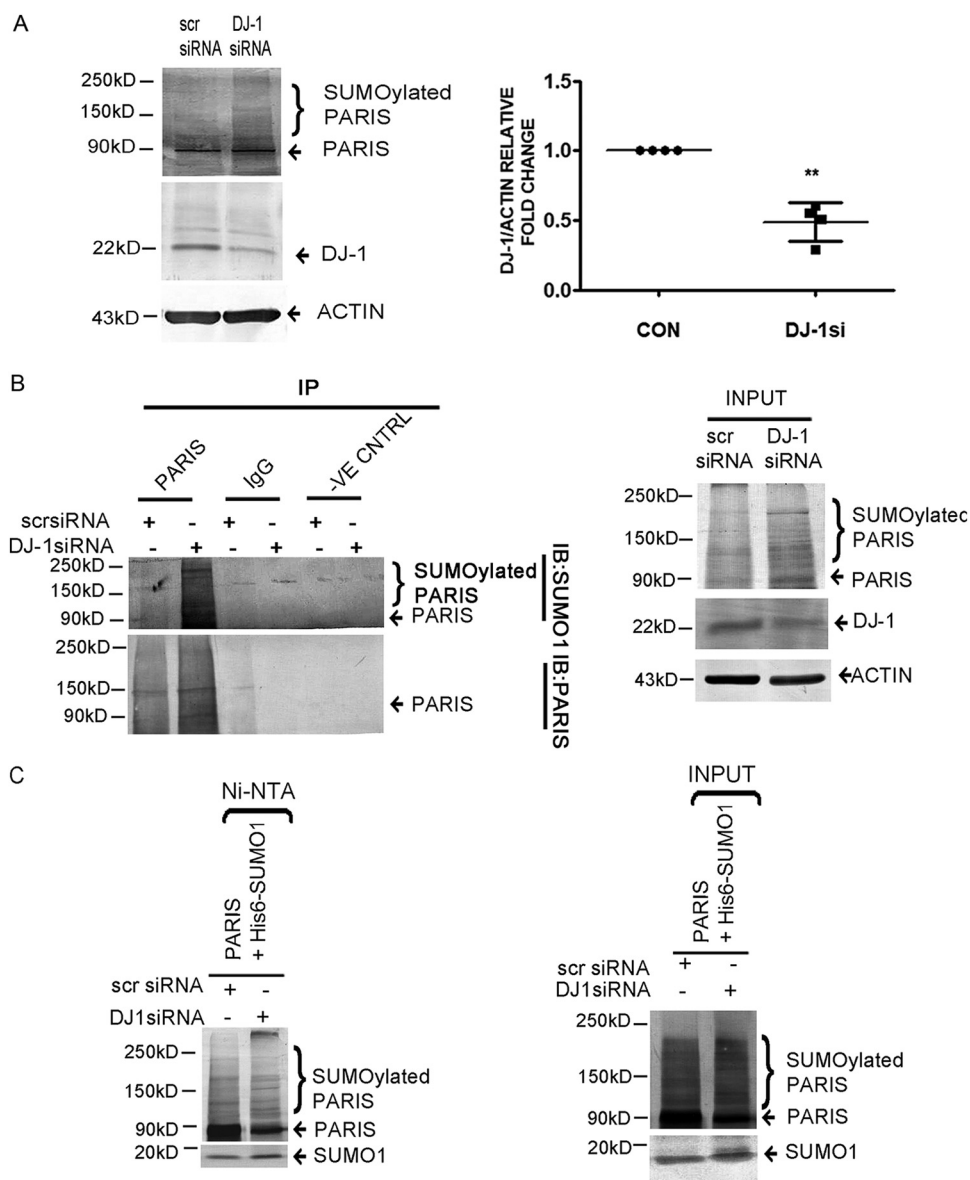 A
scr siRNA
DJ-1 siRNA
250kD
150kD
90kD
SUMOylated PARIS
PARIS
22kD
DJ-1
43kD
ACTIN
DJ-1/ACTIN RELATIVE FOLD CHANGE
1.5
1.0
0.5
0.0
**
CON
DJ-1si
B
IP
PARIS
IgG
-VE CNTRL
scrsiRNA + - + - + -
DJ-1siRNA - + - + - +
250kD
150kD
90kD
SUMOylated PARIS
PARIS
IB:SUMO1
250kD
150kD
90kD
PARIS
IB:PARIS
INPUT
scr siRNA
DJ-1 siRNA
250kD
150kD
90kD
SUMOylated PARIS
PARIS
22kD
DJ-1
43kD
ACTIN
C
Ni-NTA
PARIS + His6-SUMO1
scr siRNA + -
DJ1siRNA - +
250kD
150kD
90kD
SUMOylated PARIS
PARIS
20kD
SUMO1
INPUT
PARIS + His6-SUMO1
scr siRNA + -
DJ1siRNA - +
250kD
150kD
90kD
SUMOylated PARIS
PARIS
20kD
SUMO1